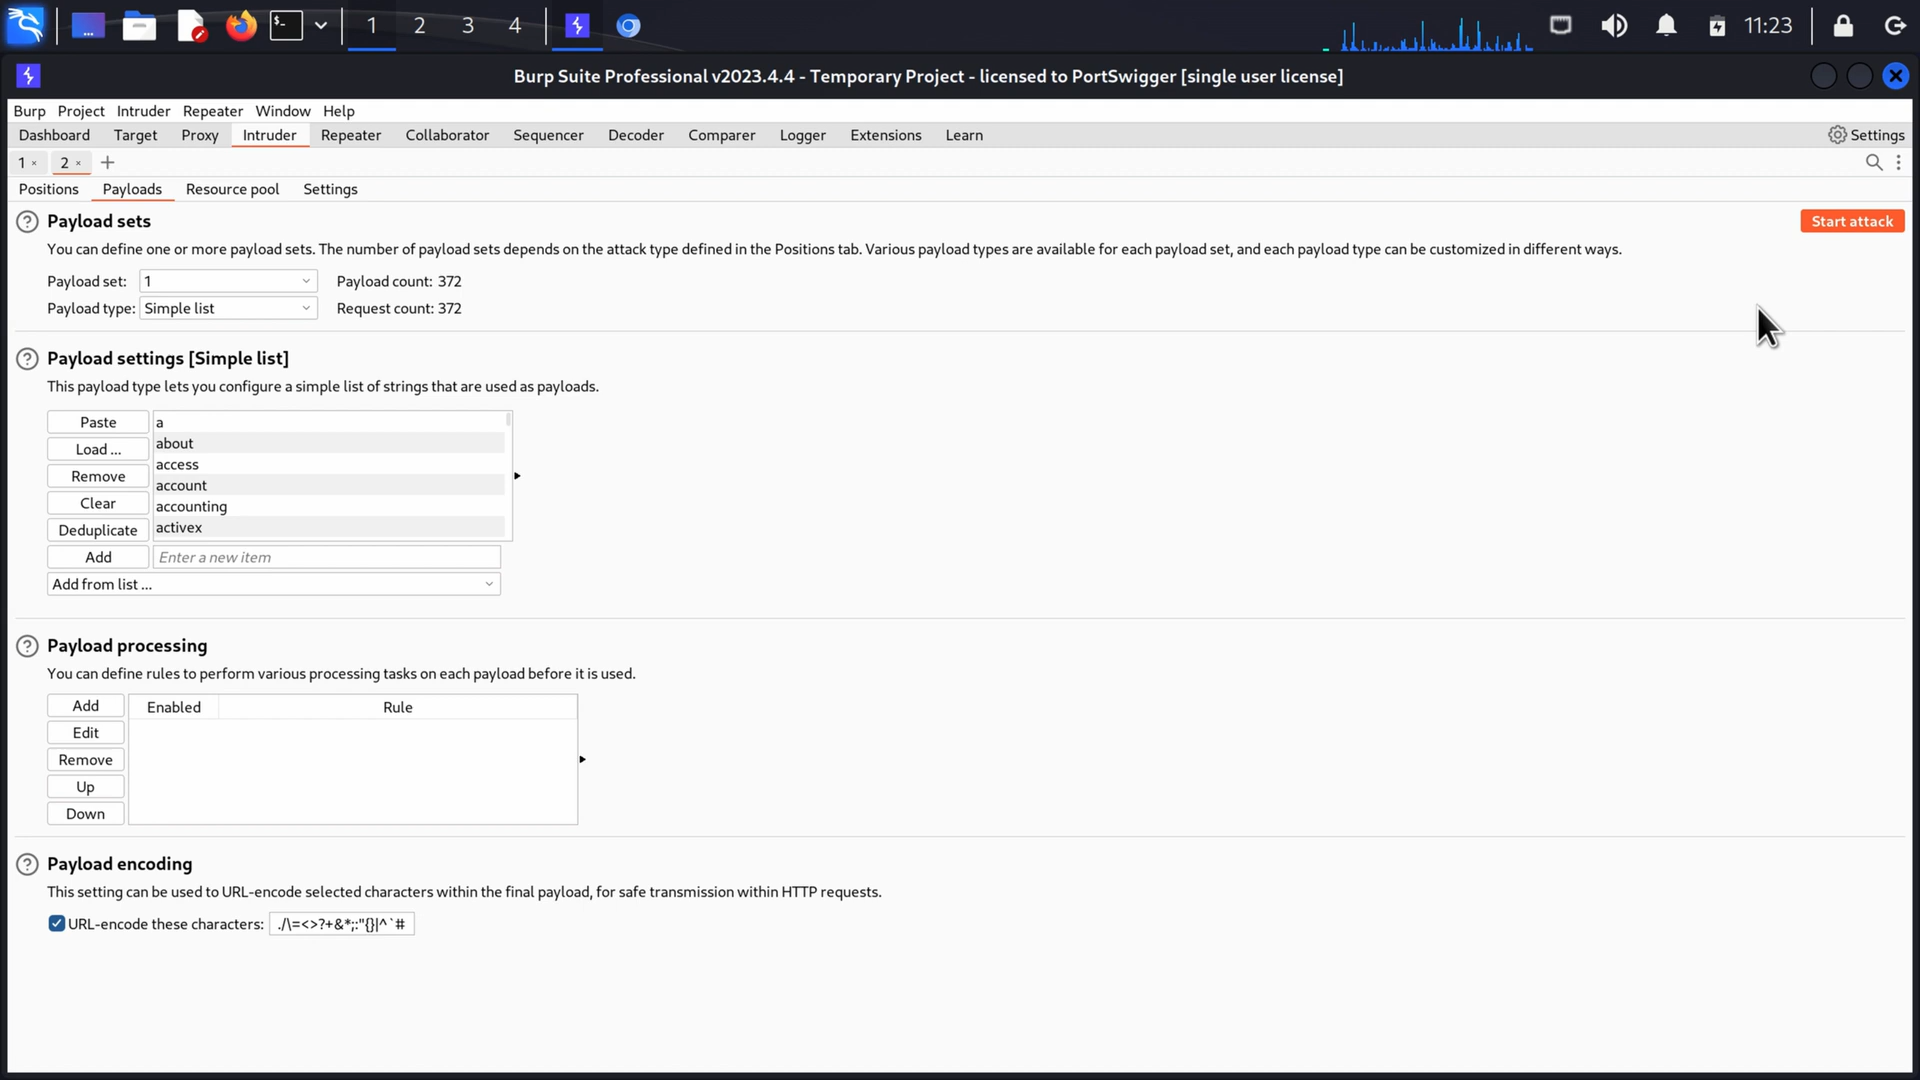 1 2 3 4 11:23
Burp Suite Professional v2023.4.4 - Temporary Project - licensed to PortSwigger [single user license]
Burp Project Intruder Repeater Window Help
Dashboard Target Proxy Intruder Repeater Collaborator Sequencer Decoder Comparer Logger Extensions Learn Settings
1 × 2 × +
Positions Payloads Resource pool Settings
? Payload sets Start attack
You can define one or more payload sets. The number of payload sets depends on the attack type defined in the Positions tab. Various payload types are available for each payload set, and each payload type can be customized in different ways.
Payload set: 1 Payload count: 372
Payload type: Simple list Request count: 372
? Payload settings [Simple list]
This payload type lets you configure a simple list of strings that are used as payloads.
Paste a
about
Load ... access
Remove account
Clear accounting
Deduplicate activex
Add Enter a new item
Add from list ...
? Payload processing
You can define rules to perform various processing tasks on each payload before it is used.
Add Enabled Rule
Edit
Remove
Up
Down
? Payload encoding
This setting can be used to URL-encode selected characters within the final payload, for safe transmission within HTTP requests.
URL-encode these characters: ./\=<>?+&*;:"{}|^`#